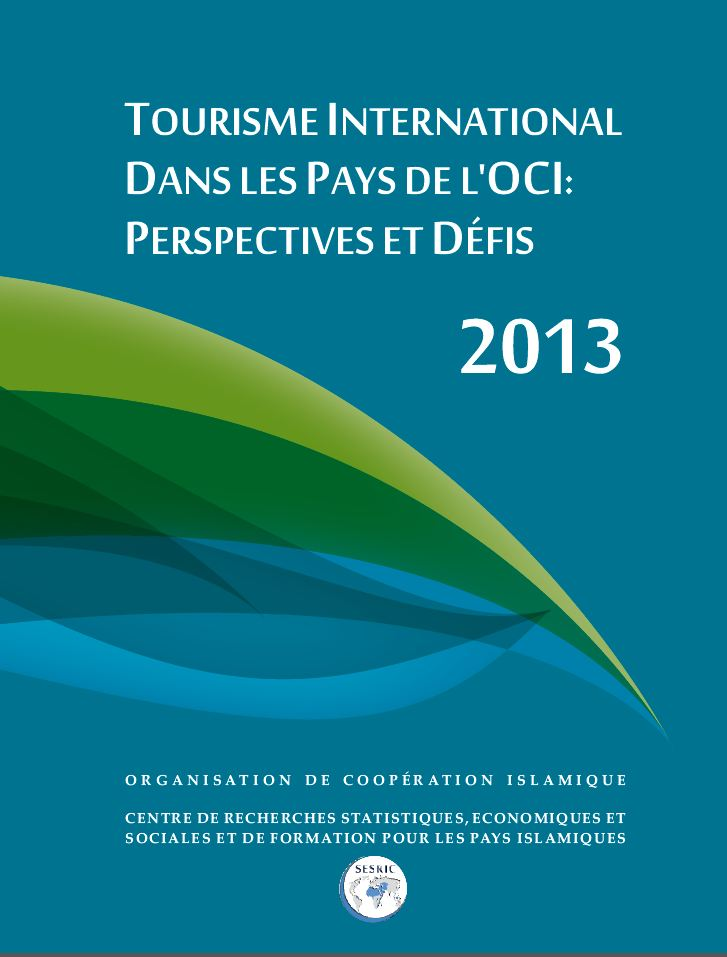 TOURISME INTERNATIONAL
DANS LES PAYS DE L'OCI:
PERSPECTIVES ET DÉFIS
2013
ORGANISATION DE COOPÉRATION ISLAMIQUE
CENTRE DE RECHERCHES STATISTIQUES, ECONOMIQUES ET
SOCIALES ET DE FORMATION POUR LES PAYS ISLAMIQUES
SESRIC